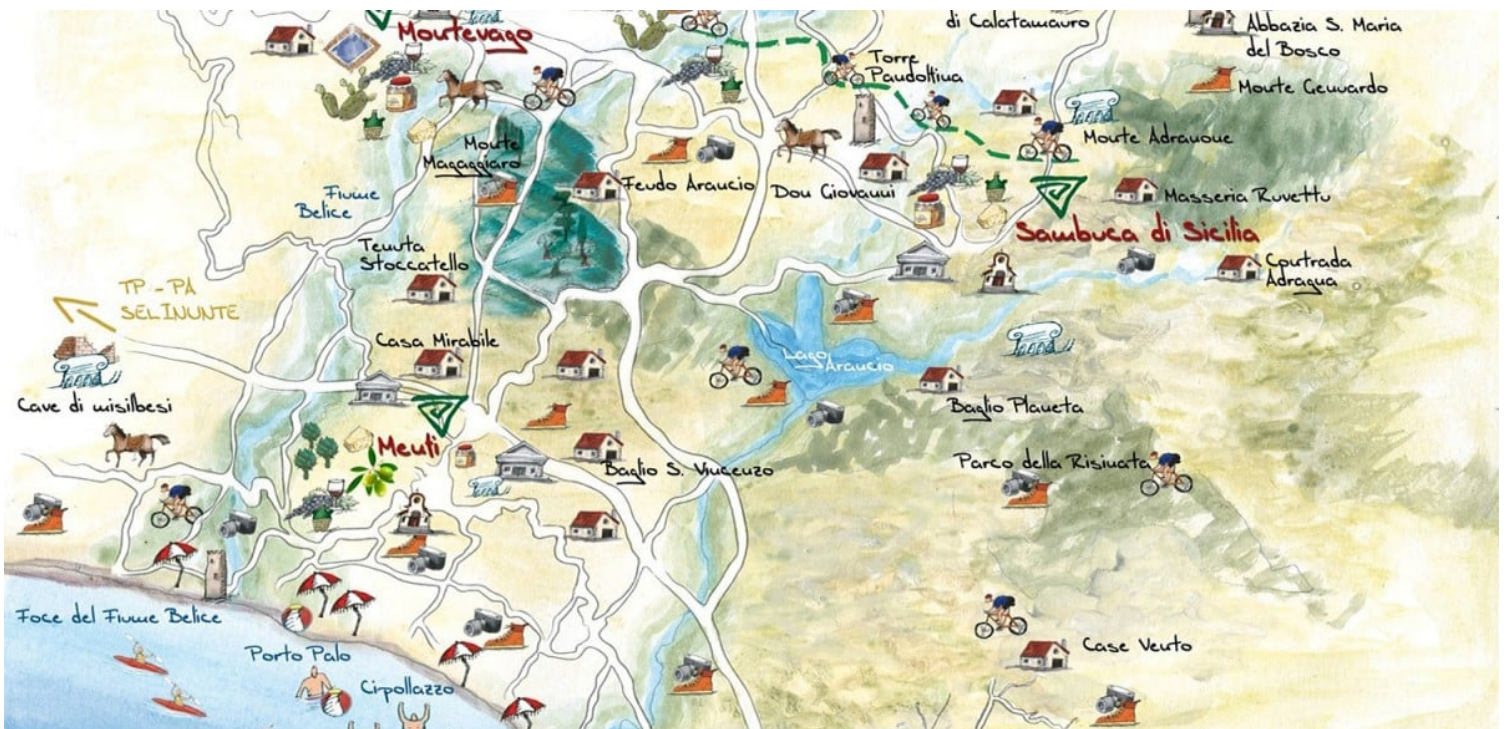 di Calatamauro
Abbazia S. Maria
del Bosco
Montevago
Torre
Pandolfina
Monte Genuardo
Monte Adranone
Monte
Magaggiaro
Feudo Arancio
Don Giovanni
Masseria Ruvettu
Fiume
Belice
Sambuca di Sicilia
Tenuta
Stoccatello
Contrada
Adragna
TP - PA
SELINUNTE
Casa Mirabile
Lago
Arancio
Cave di misilbesi
Baglio Planeta
Menfi
Baglio S. Vincenzo
Parco della Risinata
Foce del Fiume Belice
Porto Palo
Cipollazzo
Case Vento